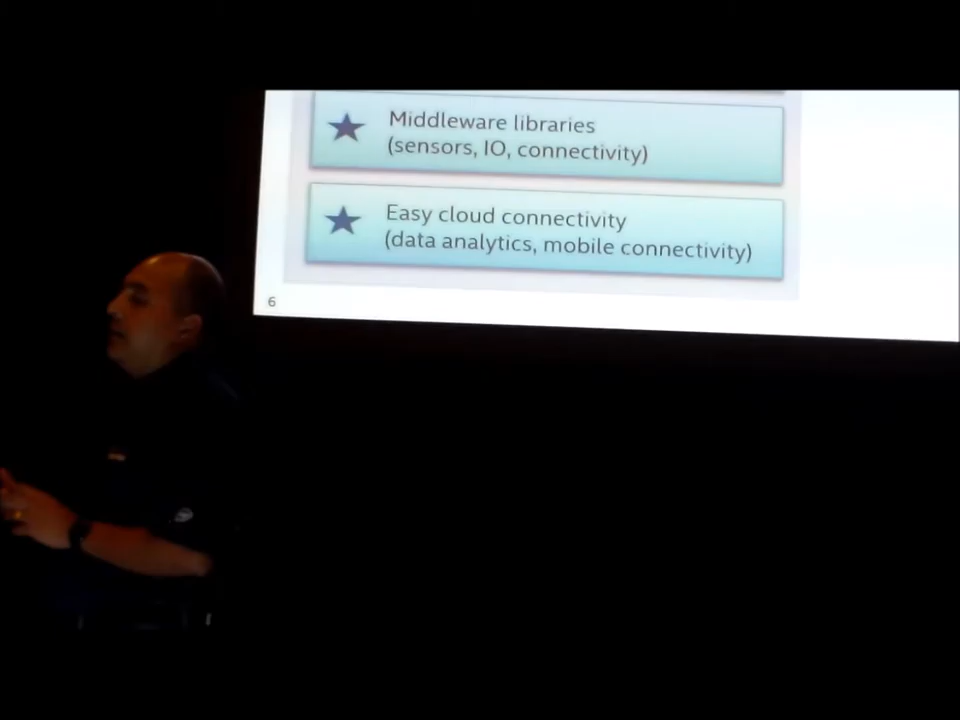 Middleware libraries
(sensors, IO, connectivity)
Easy cloud connectivity
(data analytics, mobile connectivity)
6